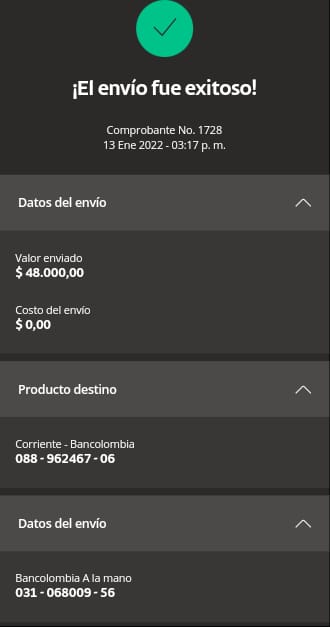 ¡El envío fue exitoso!
Comprobante No. 1728
13 Ene 2022 - 03:17 p. m.
Datos del envío
Valor enviado
$ 48.000,00
Costo del envío
$ 0,00
Producto destino
Corriente - Bancolombia
088 - 962467 - 06
Datos del envío
Bancolombia A la mano
031 - 068009 - 56